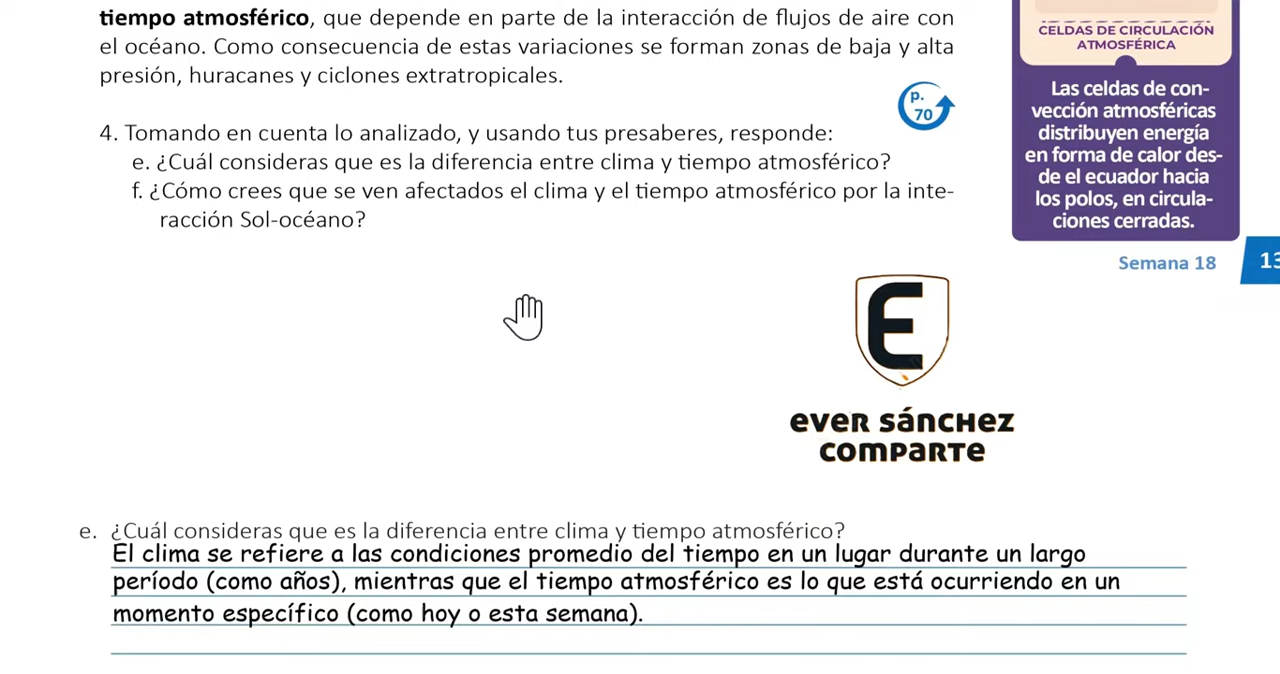 tiempo atmosférico, que depende en parte de la interacción de flujos de aire con
el océano. Como consecuencia de estas variaciones se forman zonas de baja y alta
presión, huracanes y ciclones extratropicales.
p.
70
4. Tomando en cuenta lo analizado, y usando tus presaberes, responde:
e. ¿Cuál consideras que es la diferencia entre clima y tiempo atmosférico?
f. ¿Cómo crees que se ven afectados el clima y el tiempo atmosférico por la inte-
racción Sol-océano?
CELDAS DE CIRCULACIÓN
ATMOSFÉRICA
Las celdas de con-
vección atmosféricas
distribuyen energía
en forma de calor des-
de el ecuador hacia
los polos, en circula-
ciones cerradas.
Semana 18
13
E
ever sánchez
comparte
e. ¿Cuál consideras que es la diferencia entre clima y tiempo atmosférico?
El clima se refiere a las condiciones promedio del tiempo en un lugar durante un largo
período (como años), mientras que el tiempo atmosférico es lo que está ocurriendo en un
momento específico (como hoy o esta semana).